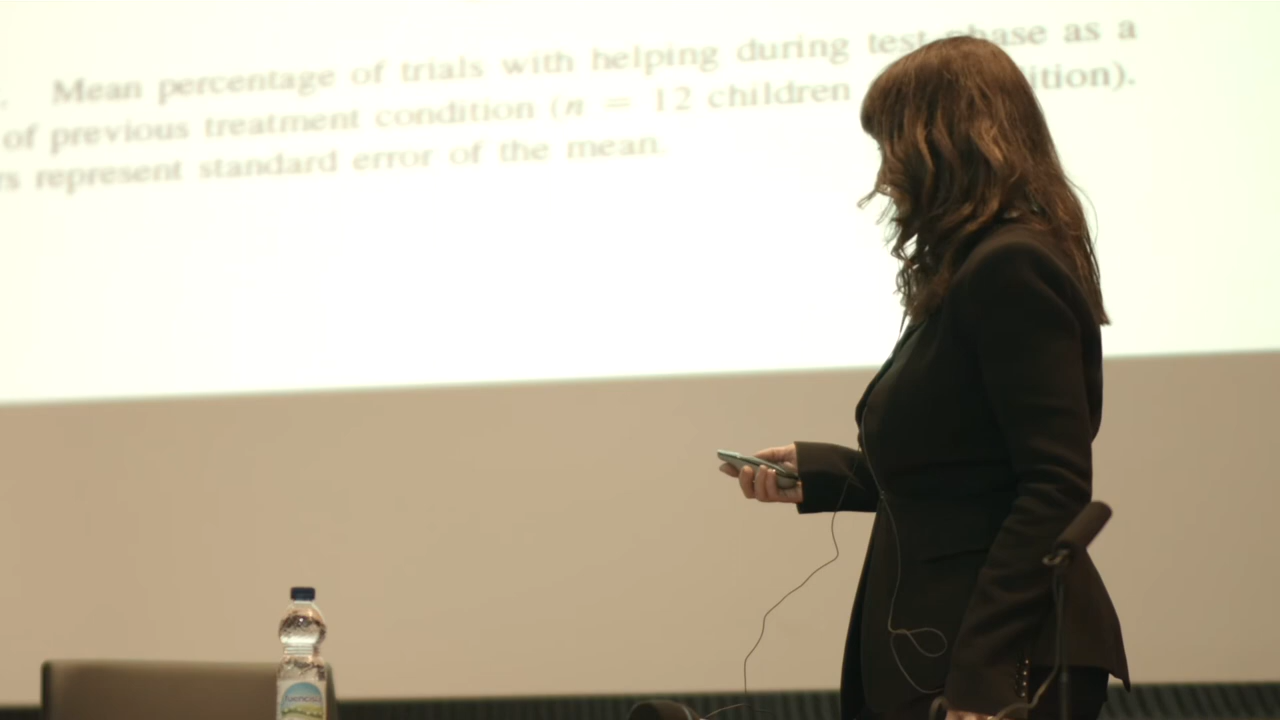 Mean percentage of trials with helping during test phase as a
of previous treatment condition (n = 12 children ition).
rs represent standard error of the mean.